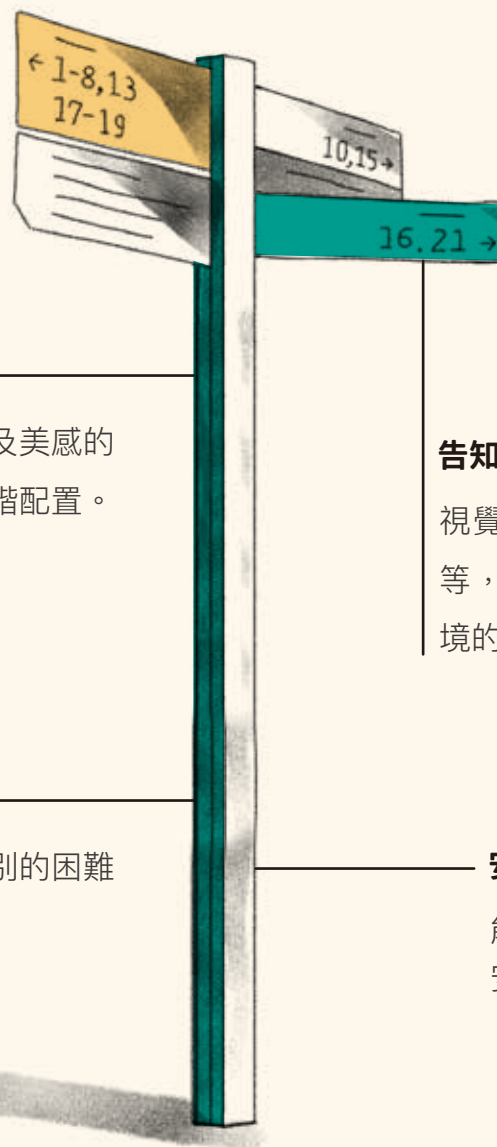 ←1-8,13
17-19
10,15→
16.21→
及美感的
階配置。
告知
視覺
等，
境的
別的困難